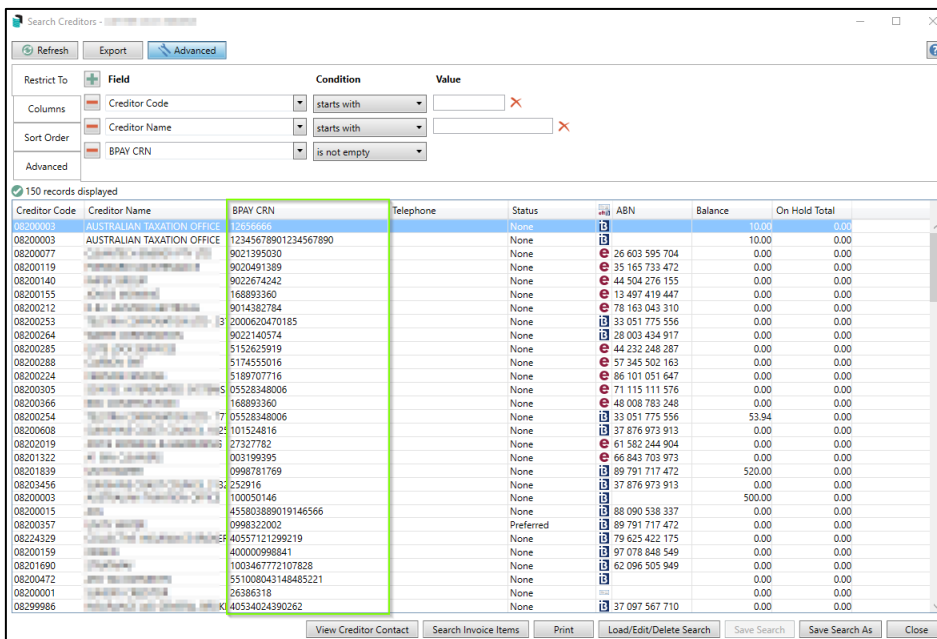 Search Creditors -
Refresh Export Advanced
Restrict To Field Condition Value
Columns Creditor Code starts with
Sort Order Creditor Name starts with
Advanced BPAY CRN is not empty
150 records displayed
Creditor Code Creditor Name BPAY CRN Telephone Status ABN Balance On Hold Total
08200003 AUSTRALIAN TAXATION OFFICE 12656666 None 10.00 0.00
08200003 AUSTRALIAN TAXATION OFFICE 12345678901234567890 None 10.00 0.00
08200077 9021395030 None 26 603 595 704 0.00 0.00
08200119 9020491389 None 35 165 733 472 0.00 0.00
08200140 9022674242 None 44 504 276 155 0.00 0.00
08200155 168893360 None 13 497 419 447 0.00 0.00
08200212 9014382784 None 78 163 043 310 0.00 0.00
08200253 2000620470185 None 33 051 775 556 0.00 0.00
08200264 9022140574 None 28 003 434 917 0.00 0.00
08200285 5152625919 None 44 232 248 287 0.00 0.00
08200288 5174555016 None 57 345 502 163 0.00 0.00
08200224 5189707716 None 86 101 051 647 0.00 0.00
08200305 05528348006 None 71 115 111 576 0.00 0.00
08200366 168893360 None 48 008 783 248 0.00 0.00
08200254 05528348006 None 33 051 775 556 53.94 0.00
08200608 101524816 None 37 876 973 913 0.00 0.00
08202019 27327782 None 61 582 244 904 0.00 0.00
08201322 003199395 None 66 843 703 973 0.00 0.00
08201839 0998781769 None 89 791 717 472 520.00 0.00
08203456 252916 None 37 876 973 913 0.00 0.00
08200003 100050146 None 500.00 0.00
08200015 455803889019146566 None 88 090 538 337 0.00 0.00
08200357 0998322002 Preferred 89 791 717 472 0.00 0.00
08224329 40557121299219 None 79 625 422 175 0.00 0.00
08200159 400000998841 None 97 078 848 549 0.00 0.00
08201690 1003467772107828 None 62 096 505 949 0.00 0.00
08200472 551008043148485221 None 0.00 0.00
08200001 26386318 None 0.00 0.00
08299986 40534024390262 None 37 097 567 710 0.00 0.00
View Creditor Contact Search Invoice Items Print Load/Edit/Delete Search Save Search Save Search As Close